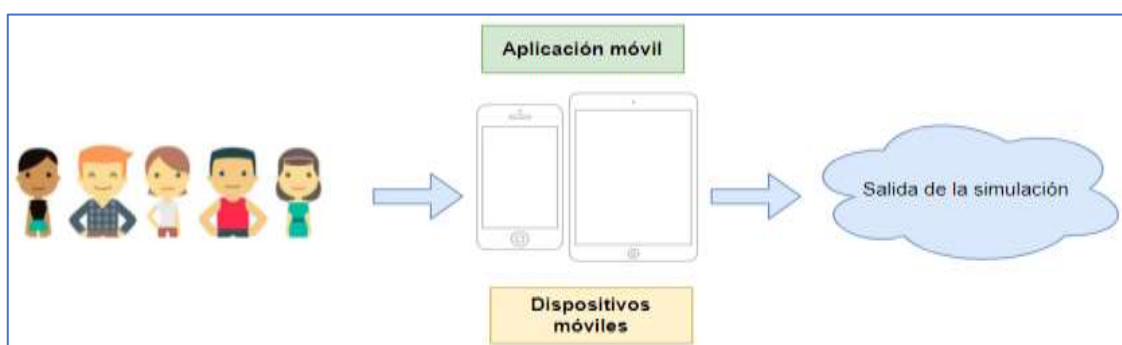 Aplicación móvil
Salida de la simulación
Dispositivos
móviles